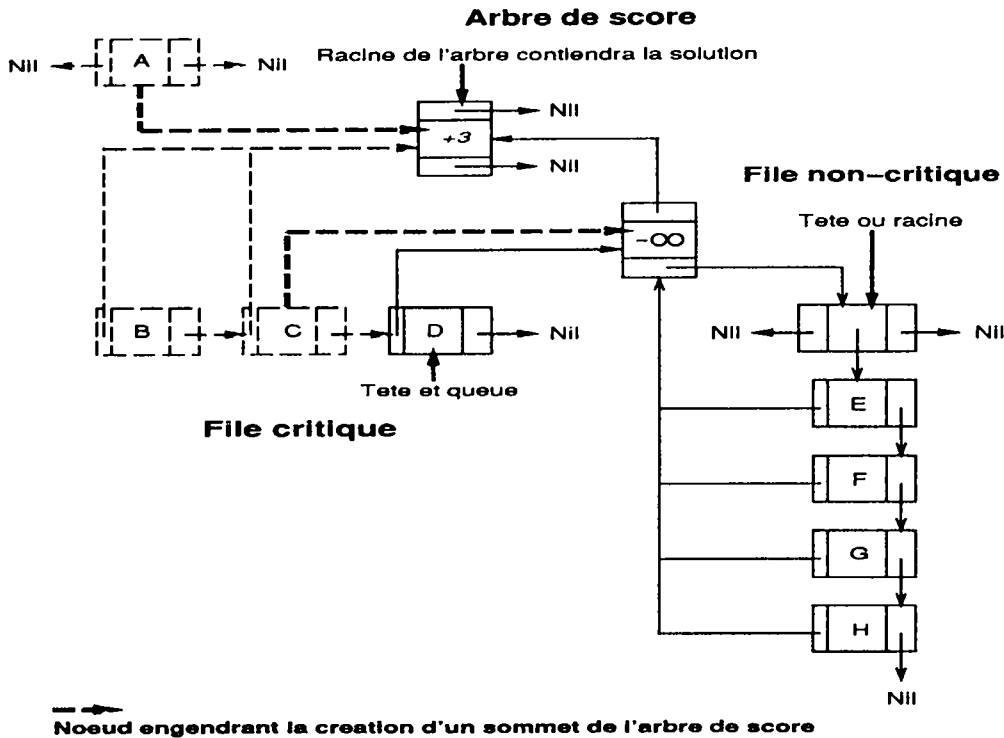 Arbre de score
Racine de l'arbre contiendra la solution
Nil
A
Nil
Nil
+3
Nil
File non-critique
Tete ou racine
-∞
B
C
D
Nil
Nil
Nil
Tete et queue
File critique
E
F
G
H
Nil
Noeud engendrant la creation d'un sommet de l'arbre de score